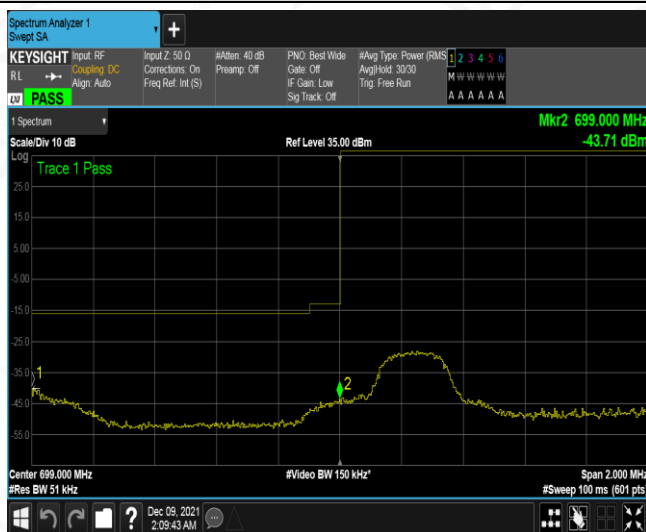 Spectrum Analyzer 1
Swept SA
+
KEYSIGHT Input: RF Input Z: 50 Ω #Atten: 40 dB PNO: Best Wide #Avg Type: Power (RMS 1 2 3 4 5 6
RL Coupling: DC Corrections: On Preamp: Off Gate: Off Avg|Hold: 30/30 M W W W W W
Align: Auto Freq Ref: Int (S) IF Gain: Low Trig: Free Run
LXI PASS Sig Track: Off A A A A A A
1 Spectrum Mkr2 699.000 MHz
Scale/Div 10 dB Ref Level 35.00 dBm -43.71 dBm
Log
Trace 1 Pass
25.0
15.0
5.00
-5.00
-15.0
-25.0
-35.0
1
2
-45.0
-55.0
Center 699.000 MHz #Video BW 150 kHz* Span 2.000 MHz
#Res BW 51 kHz #Sweep 100 ms (601 pts)
? Dec 09, 2021
2:09:43 AM